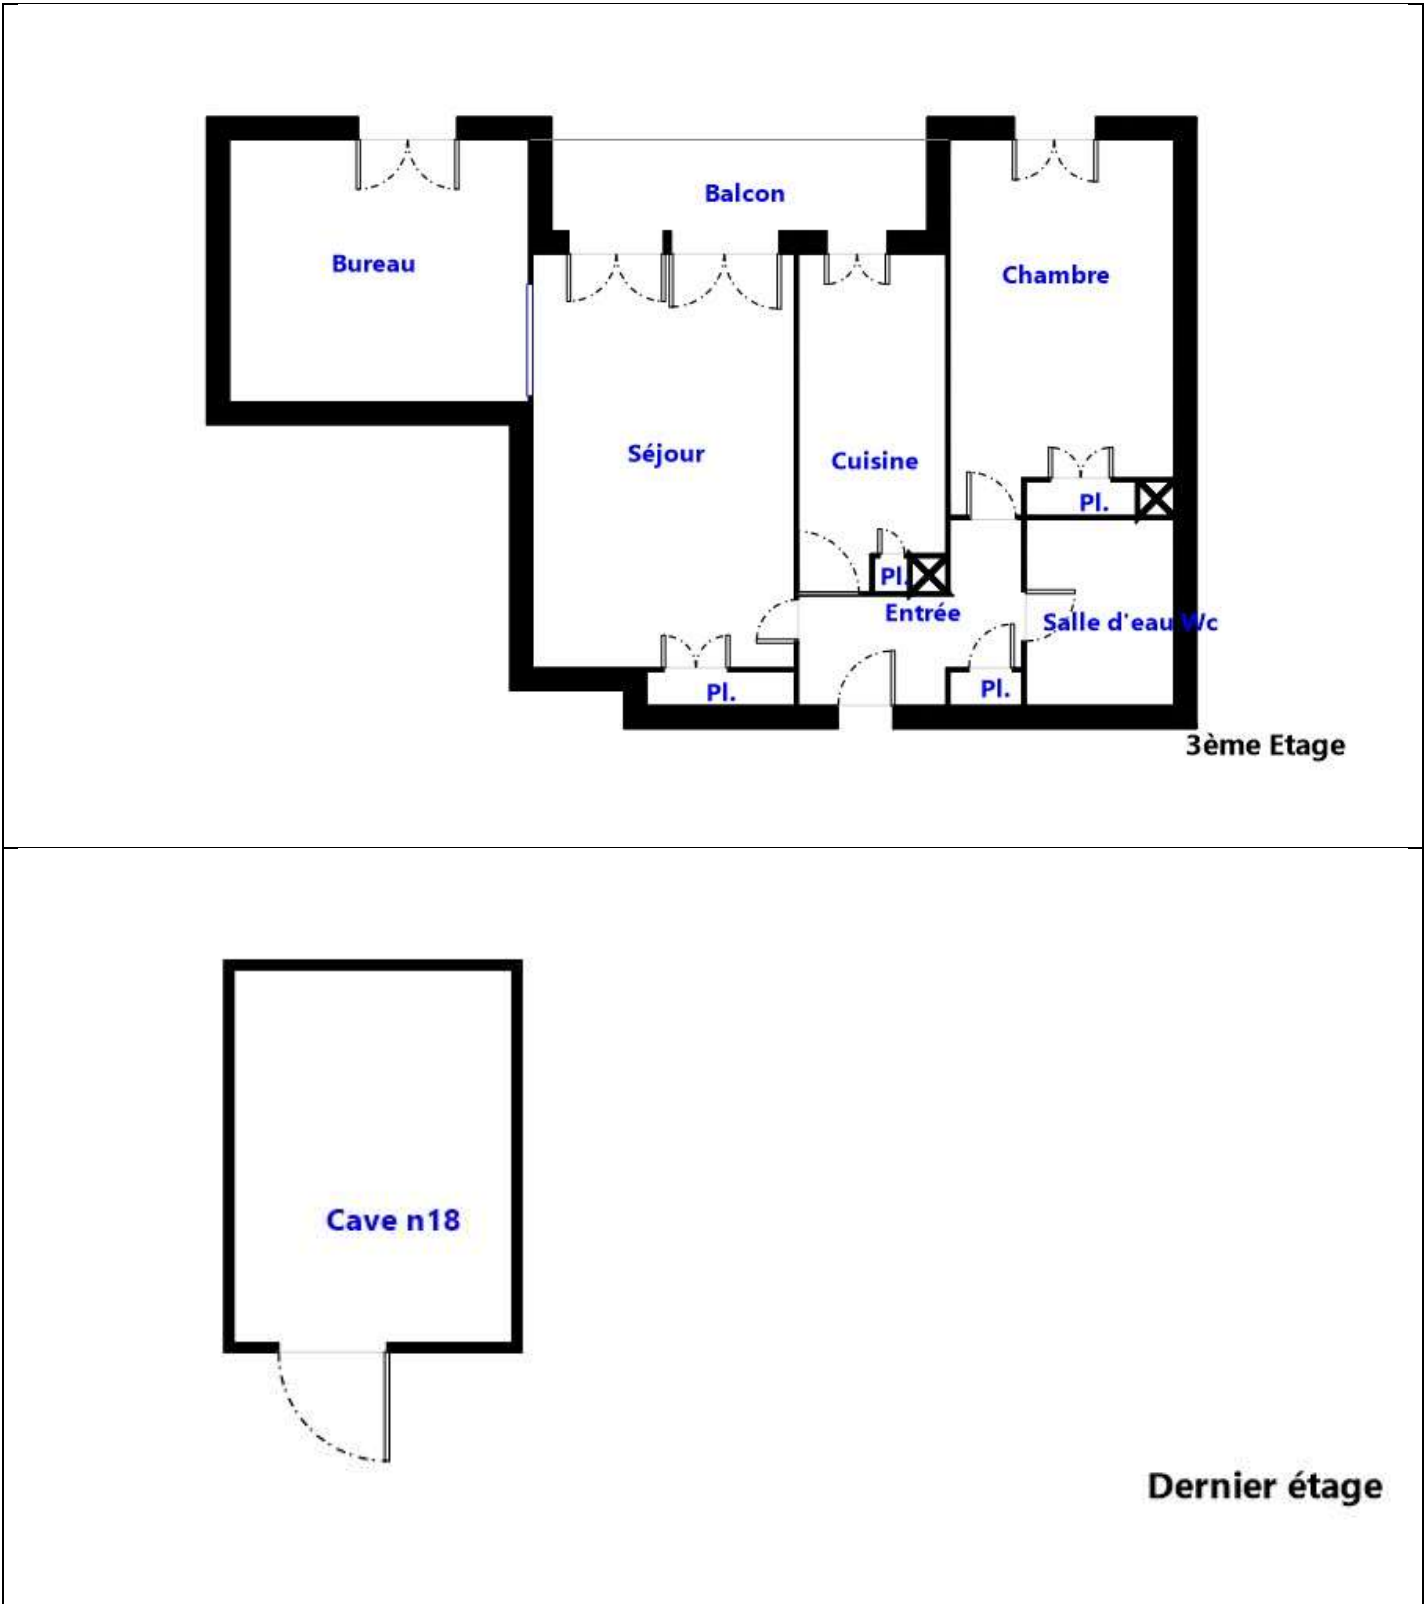 Balcon
Bureau
Chambre
Séjour
Cuisine
Pl.
Pl.
Entrée
Salle d'eau Wc
Pl.
Pl.
3ème Etage
Cave n18
Dernier étage